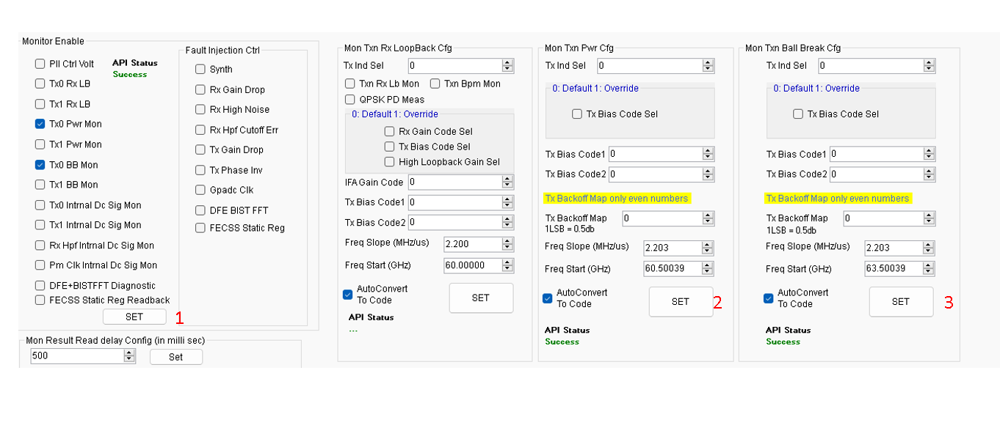 Monitor Enable
Pll Ctrl Volt
API Status
Success
Tx0 Rx LB
Tx1 Rx LB
Tx0 Pwr Mon
Tx1 Pwr Mon
Tx0 BB Mon
Tx1 BB Mon
Tx0 Intrnal Dc Sig Mon
Tx1 Intrnal Dc Sig Mon
Rx Hpf Intrnal Dc Sig Mon
Pm Clk Intrnal Dc Sig Mon
DFE+BISTFFT Diagnostic
FECSS Static Reg Readback
SET
1
Fault Injection Ctrl
Synth
Rx Gain Drop
Rx High Noise
Rx Hpf Cutoff Err
Tx Gain Drop
Tx Phase Inv
Gpadc Clk
DFE BIST FFT
FECSS Static Reg
Mon Result Read delay Config (in milli sec)
500
Set
Mon Txn Rx LoopBack Cfg
Tx Ind Sel 0
Txn Rx Lb Mon Txn Bpm Mon
QPSK PD Meas
0: Default 1: Override
Rx Gain Code Sel
Tx Bias Code Sel
High Loopback Gain Sel
IFA Gain Code 0
Tx Bias Code1 0
Tx Bias Code2 0
Freq Slope (MHz/us) 2.200
Freq Start (GHz) 60.00000
AutoConvert
To Code
SET
API Status
---
Mon Txn Pwr Cfg
Tx Ind Sel 0
0: Default 1: Override
Tx Bias Code Sel
Tx Bias Code1 0
Tx Bias Code2 0
Tx Backoff Map only even numbers
Tx Backoff Map 0
1LSB = 0.5db
Freq Slope (MHz/us) 2.203
Freq Start (GHz) 60.50039
AutoConvert
To Code
SET
2
API Status
Success
Mon Txn Ball Break Cfg
Tx Ind Sel 0
0: Default 1: Override
Tx Bias Code Sel
Tx Bias Code1 0
Tx Bias Code2 0
Tx Backoff Map only even numbers
Tx Backoff Map 0
1LSB = 0.5db
Freq Slope (MHz/us) 2.203
Freq Start (GHz) 63.50039
AutoConvert
To Code
SET
3
API Status
Success